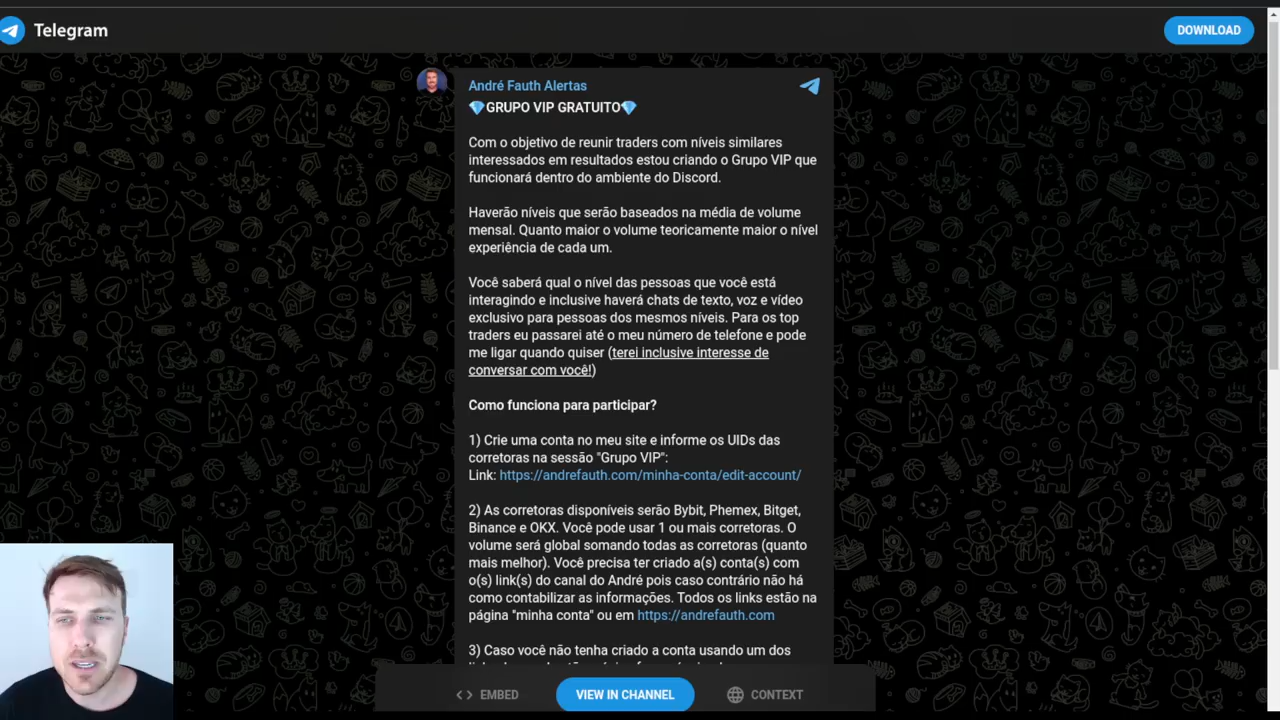 Telegram
DOWNLOAD
André Fauth Alertas
💎GRUPO VIP GRATUITO💎
Com o objetivo de reunir traders com níveis similares
interessados em resultados estou criando o Grupo VIP que
funcionará dentro do ambiente do Discord.
Haverão níveis que serão baseados na média de volume
mensal. Quanto maior o volume teoricamente maior o nível
experiência de cada um.
Você saberá qual o nível das pessoas que você está
interagindo e inclusive haverá chats de texto, voz e vídeo
exclusivo para pessoas dos mesmos níveis. Para os top
traders eu passarei até o meu número de telefone e pode
me ligar quando quiser (terei inclusive interesse de
conversar com você!)
Como funciona para participar?
1) Crie uma conta no meu site e informe os UIDs das
corretoras na sessão "Grupo VIP":
Link: https://andrefauth.com/minha-conta/edit-account/
2) As corretoras disponíveis serão Bybit, Phemex, Bitget,
Binance e OKX. Você pode usar 1 ou mais corretoras. O
volume será global somando todas as corretoras (quanto
mais melhor). Você precisa ter criado a(s) conta(s) com
o(s) link(s) do canal do André pois caso contrário não há
como contabilizar as informações. Todos os links estão na
página "minha conta" ou em https://andrefauth.com
3) Caso você não tenha criado a conta usando um dos
EMBED
VIEW IN CHANNEL
CONTEXT